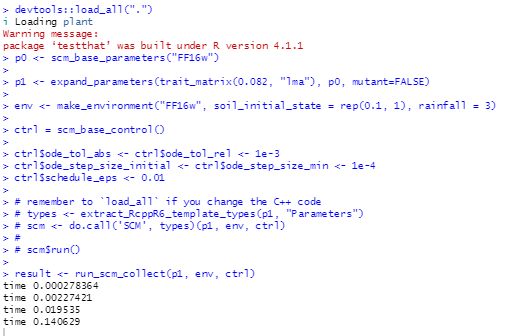 > devtools::load_all(".")
i Loading plant
Warning message:
package ‘testthat’ was built under R version 4.1.1
> p0 <- scm_base_parameters("FF16w")
>
> p1 <- expand_parameters(trait_matrix(0.082, "lma"), p0, mutant=FALSE)
>
> env <- make_environment("FF16w", soil_initial_state = rep(0.1, 1), rainfall = 3)
>
> ctrl = scm_base_control()
>
> ctrl$ode_tol_abs <- ctrl$ode_tol_rel <- 1e-3
> ctrl$ode_step_size_initial <- ctrl$ode_step_size_min <- 1e-4
> ctrl$schedule_eps <- 0.01
>
> # remember to `load_all` if you change the C++ code
> # types <- extract_RcppR6_template_types(p1, "Parameters")
> # scm <- do.call('SCM', types)(p1, env, ctrl)
> #
> # scm$run()
>
> result <- run_scm_collect(p1, env, ctrl)
time 0.000278364
time 0.00227421
time 0.019535
time 0.140629